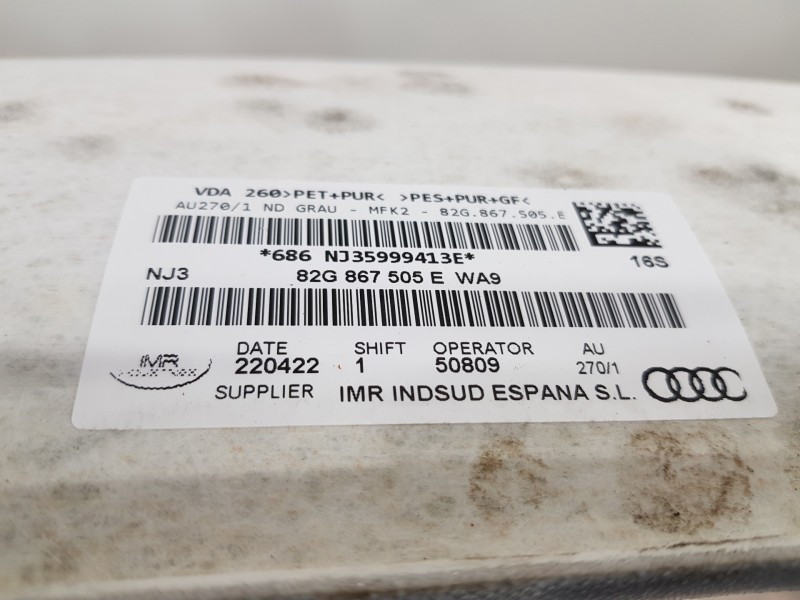 VDA 260>PET+PUR< >PES+PUR+GF<
AU270/1 ND GRAU - MFK2 - 82G.867.505.E
*686 NJ35999413E*
16S
NJ3 82G 867 505 E WA9
IMR
DATE SHIFT OPERATOR AU
220422 1 50809 270/1
SUPPLIER IMR INDSUD ESPANA S.L.